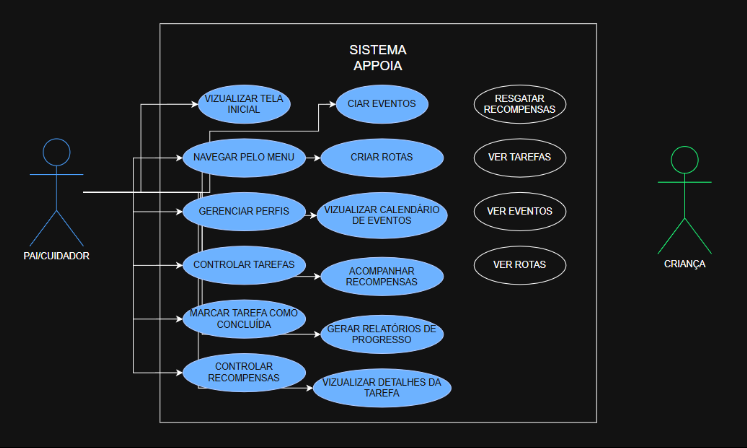 SISTEMA
APPOIA
VIZUALIZAR TELA
INICIAL
CIAR EVENTOS
RESGATAR
RECOMPENSAS
NAVEGAR PELO MENU
CRIAR ROTAS
VER TAREFAS
GERENCIAR PERFIS
VIZUALIZAR CALENDÁRIO
DE EVENTOS
VER EVENTOS
PAI/CUIDADOR
CONTROLAR TAREFAS
ACOMPANHAR
RECOMPENSAS
VER ROTAS
CRIANÇA
MARCAR TAREFA COMO
CONCLUÍDA
GERAR RELATÓRIOS DE
PROGRESSO
CONTROLAR
RECOMPENSAS
VIZUALIZAR DETALHES DA
TAREFA